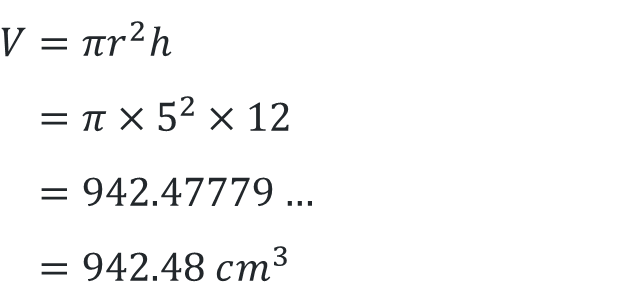 V = πr²h
= π × 5² × 12
= 942.47779 ...
= 942.48 cm³